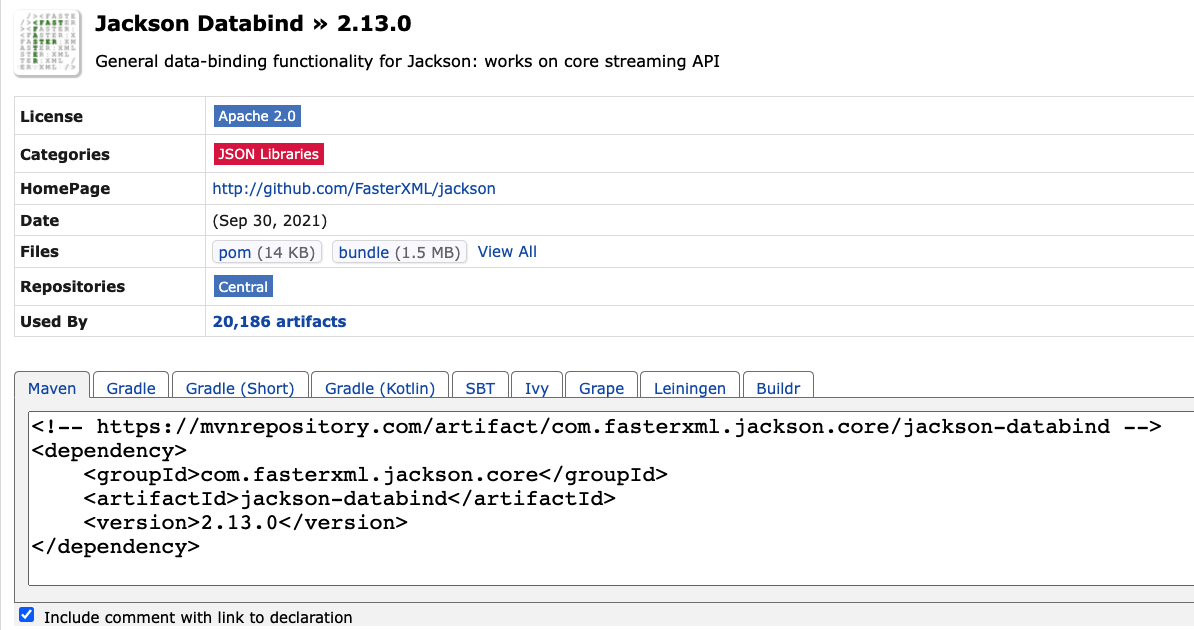 Jackson Databind » 2.13.0
General data-binding functionality for Jackson: works on core streaming API
License Apache 2.0
Categories JSON Libraries
HomePage http://github.com/FasterXML/jackson
Date (Sep 30, 2021)
Files pom (14 KB) bundle (1.5 MB) View All
Repositories Central
Used By 20,186 artifacts
Maven Gradle Gradle (Short) Gradle (Kotlin) SBT Ivy Grape Leiningen Buildr
<!-- https://mvnrepository.com/artifact/com.fasterxml.jackson.core/jackson-databind -->
<dependency>
    <groupId>com.fasterxml.jackson.core</groupId>
    <artifactId>jackson-databind</artifactId>
    <version>2.13.0</version>
</dependency>
Include comment with link to declaration